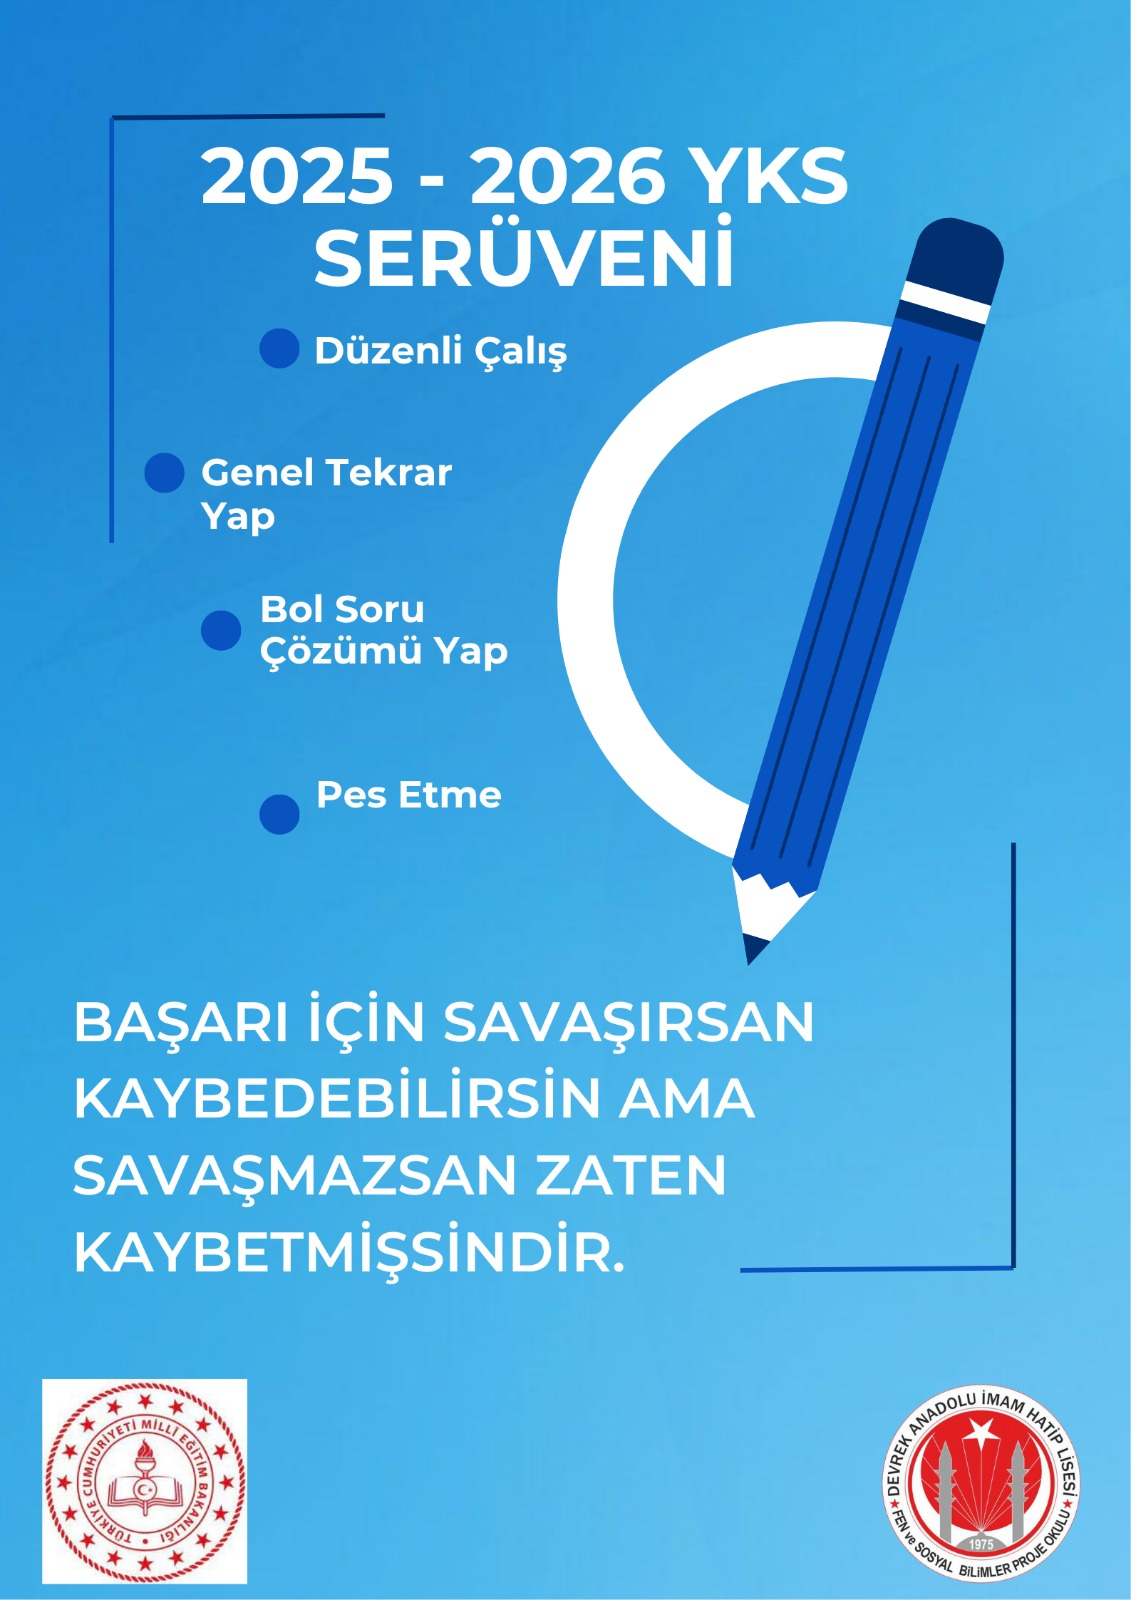 2025 - 2026 YKS
SERÜVENİ
Düzenli Çalış
Genel Tekrar
Yap
Bol Soru
Çözümü Yap
Pes Etme
BAŞARI İÇİN SAVAŞIRSAN
KAYBEDEBİLİRSİN AMA
SAVAŞMAZSAN ZATEN
KAYBETMİŞSİNDİR.
TÜRKİYE CUMHURİYETİ MİLLİ EĞİTİM BAKANLIĞI
DEVREK ANADOLU İMAM HATİP LİSESİ
FEN ve SOSYAL BİLİMLER PROJE OKULU
1975